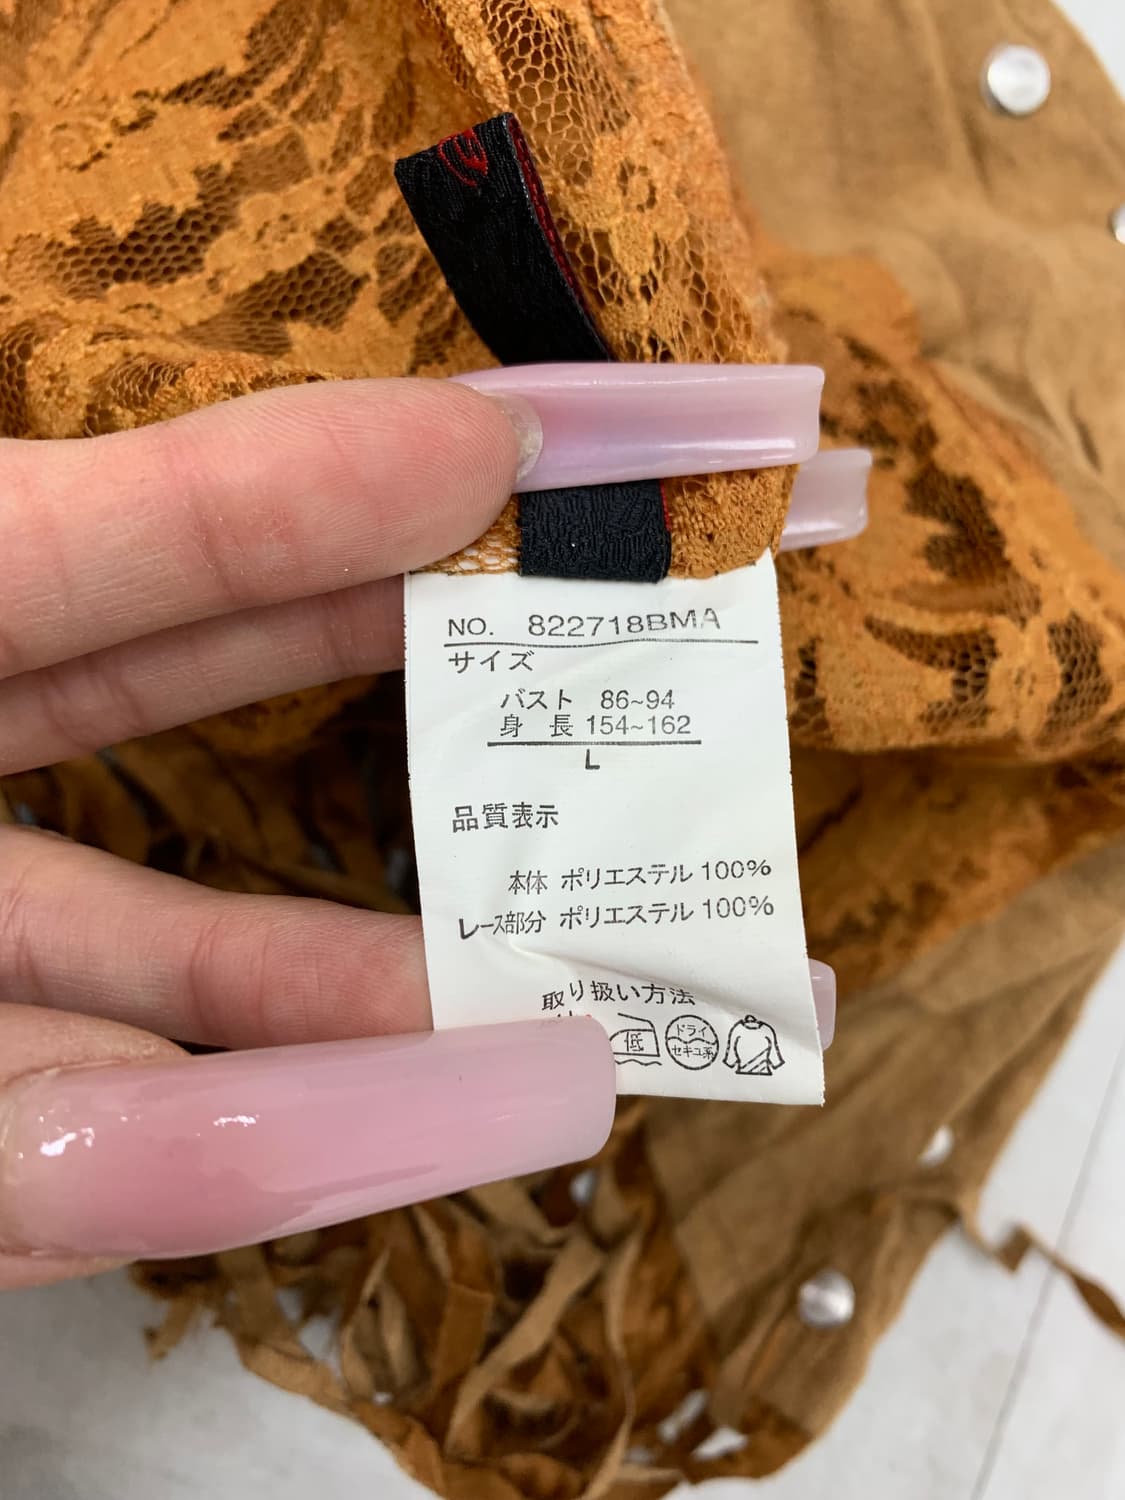 NO. 822718BMA
サイズ
バスト 86~94
身 長 154~162
L
品質表示
本体 ポリエステル 100%
レース部分 ポリエステル 100%
取り扱い方法
低
ドライ
セキユ系